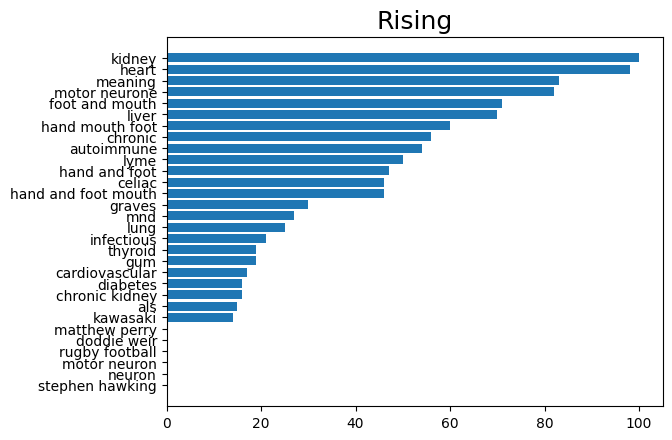 Rising
kidney
heart
meaning
motor neurone
foot and mouth
liver
hand mouth foot
chronic
autoimmune
lyme
hand and foot
celiac
hand and foot mouth
graves
mnd
lung
infectious
thyroid
gum
cardiovascular
diabetes
chronic kidney
als
kawasaki
matthew perry
doddie weir
rugby football
motor neuron
neuron
stephen hawking
0 20 40 60 80 100